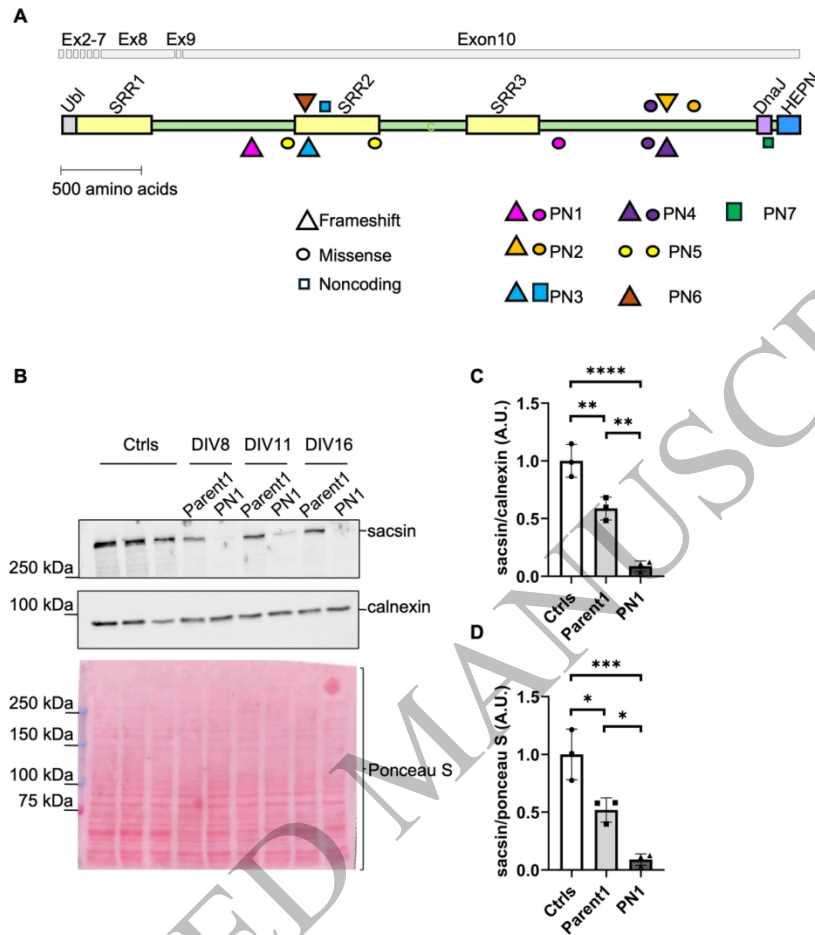 A
Ex2-7 Ex8 Ex9 Exon10
Ubl SRR1 SRR2 SRR3 DnaJ HEPN
500 amino acids
Frameshift
Missense
Noncoding
PN1 PN4 PN7
PN2 PN5
PN3 PN6
B
Ctrls DIV8 DIV11 DIV16
Parent1 PN1 Parent1 PN1 Parent1 PN1
sacsin
250 kDa
100 kDa
calnexin
250 kDa
150 kDa
100 kDa
75 kDa
Ponceau S
C
sacsin/calnexin (A.U.)
1.5
1.0
0.5
0.0
****
** **
Ctrls Parent1 PN1
D
sacsin/ponceau S (A.U.)
1.5
1.0
0.5
0.0
***
* *
Ctrls Parent1 PN1
ED MANUSCR